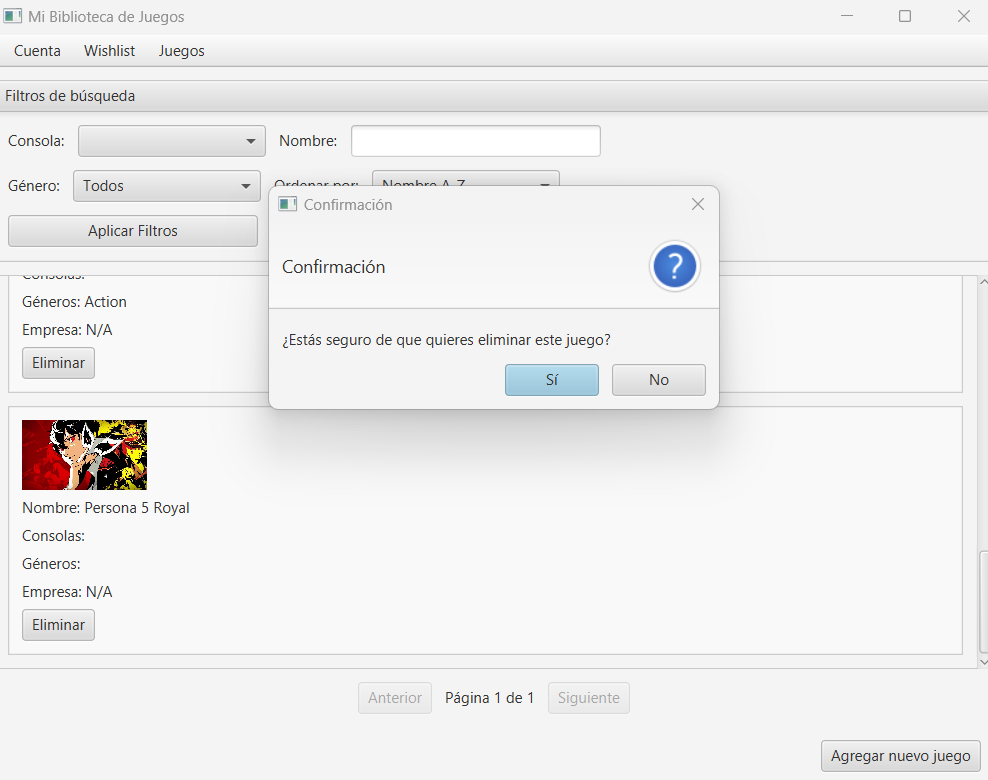 Mi Biblioteca de Juegos
Cuenta Wishlist Juegos
Filtros de búsqueda
Consola: Nombre:
Género: Todos Ordenar por: Nombre A-Z
Aplicar Filtros
Confirmación
Confirmación
?
¿Estás seguro de que quieres eliminar este juego?
Sí No
Consolas:
Géneros: Action
Empresa: N/A
Eliminar
Nombre: Persona 5 Royal
Consolas:
Géneros:
Empresa: N/A
Eliminar
Anterior Página 1 de 1 Siguiente
Agregar nuevo juego